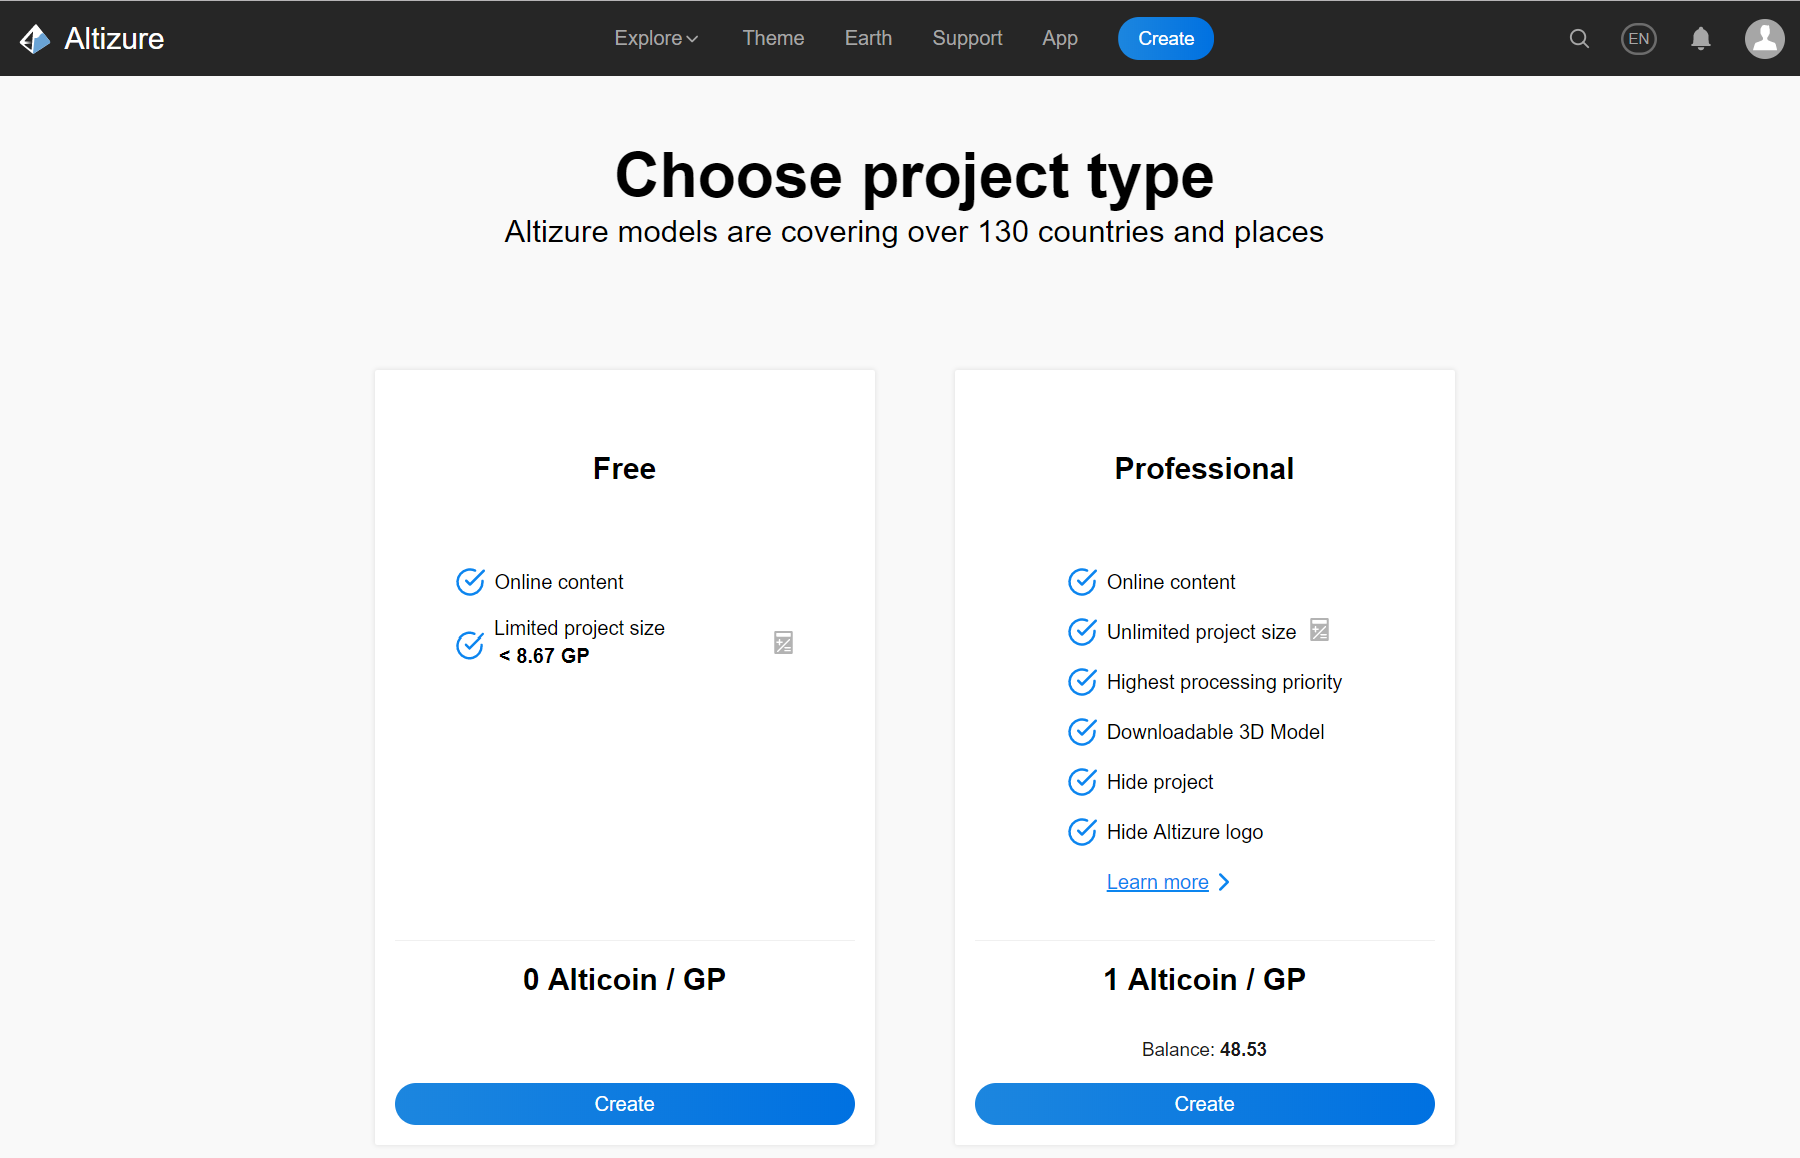 Altizure
Explore
Theme
Earth
Support
App
Create
EN
Choose project type
Altizure models are covering over 130 countries and places
Free
Online content
Limited project size
< 8.67 GP
0 Alticoin / GP
Create
Professional
Online content
Unlimited project size
Highest processing priority
Downloadable 3D Model
Hide project
Hide Altizure logo
Learn more
1 Alticoin / GP
Balance: 48.53
Create